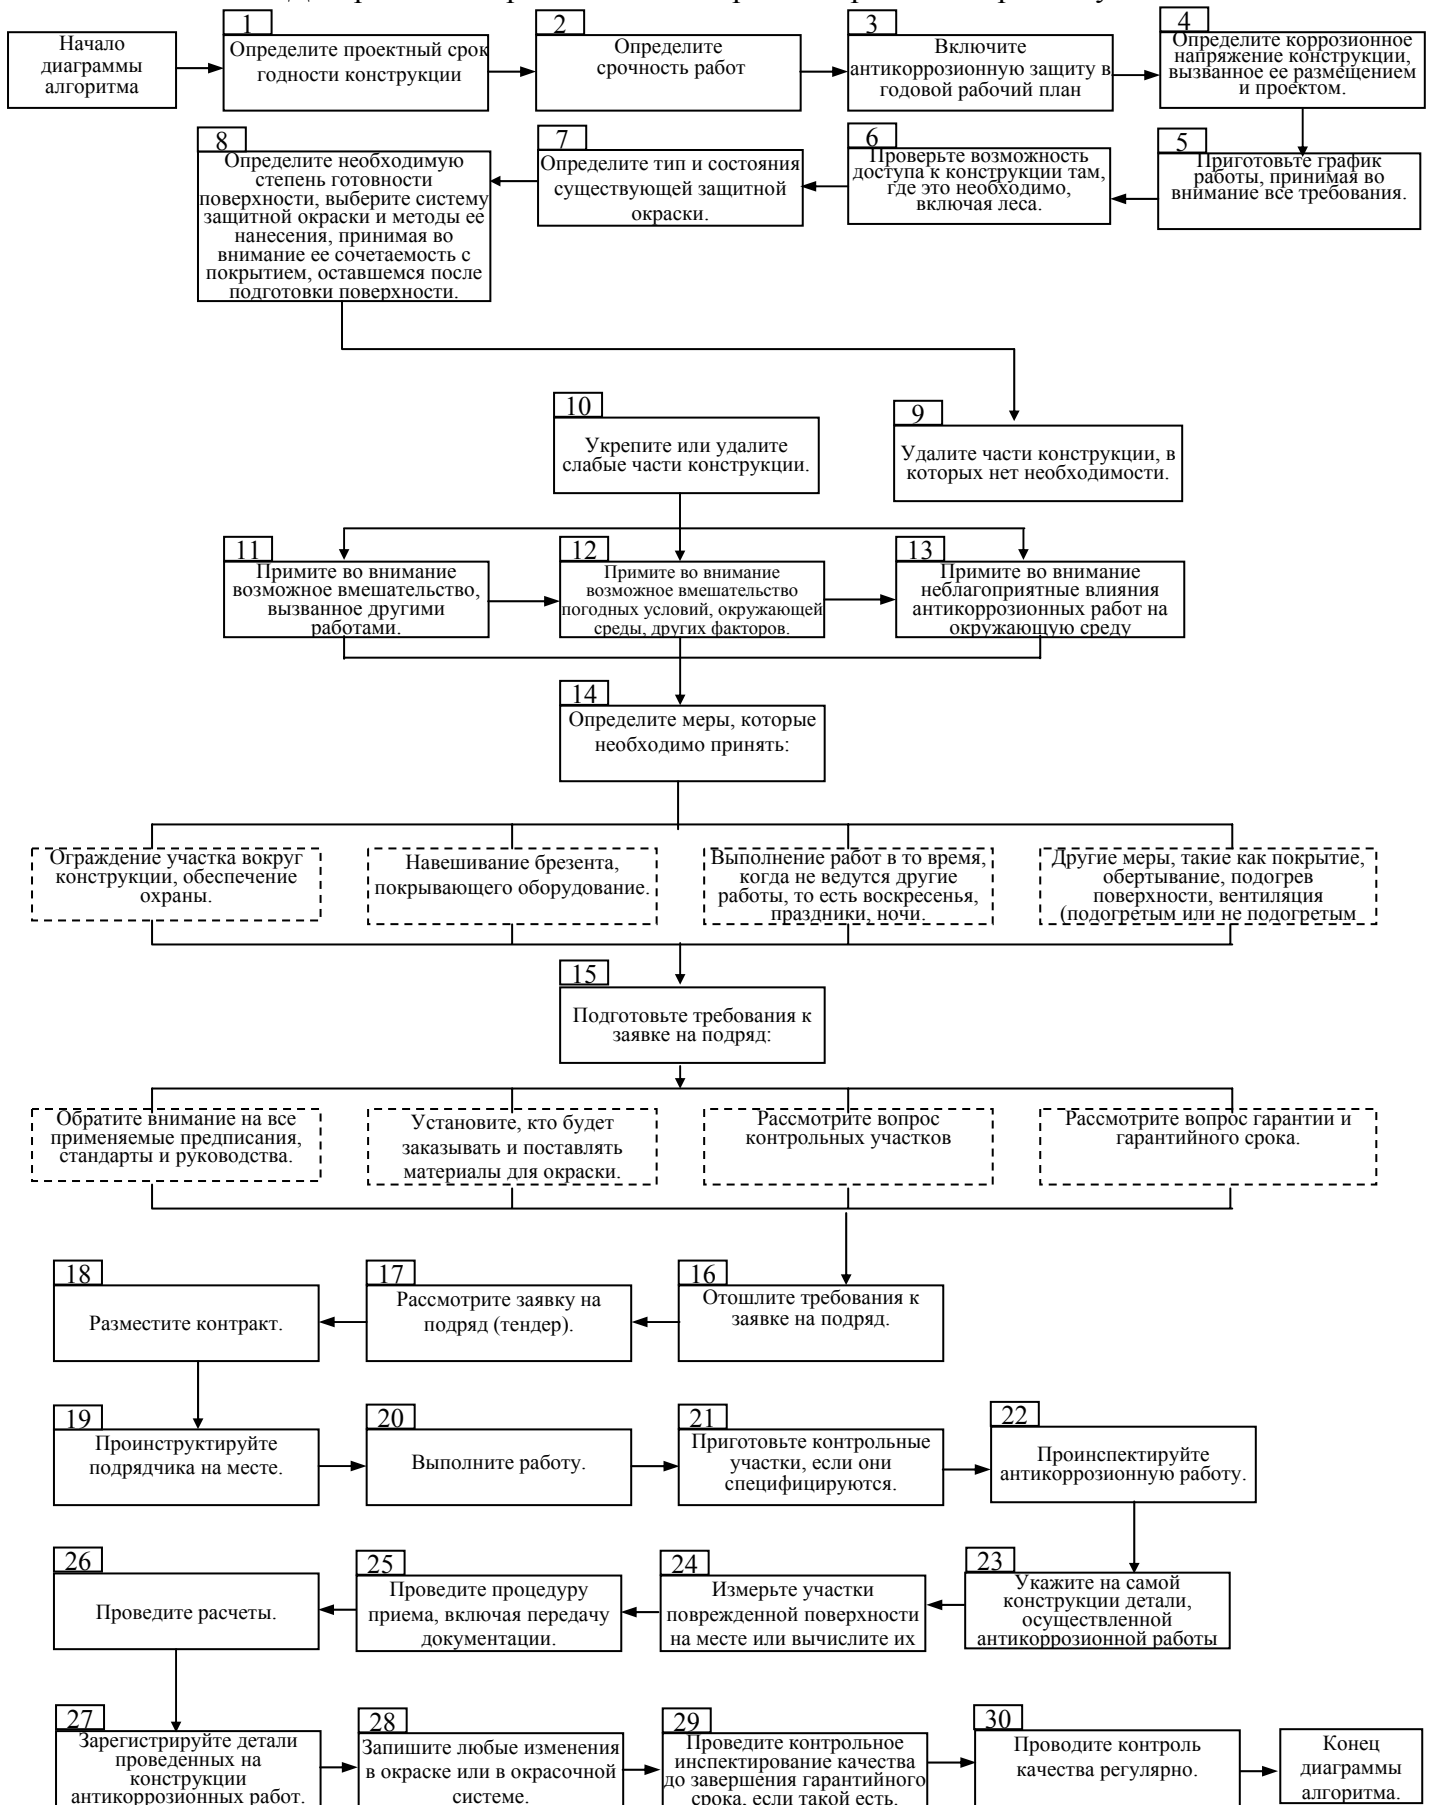 1
2
3
4
Начало
диаграммы
алгоритма
Определите проектный срок
годности конструкции
Определите
срочность работ
Включите
антикоррозионную защиту в
годовой рабочий план
Определите коррозионное
напряжение конструкции,
вызванное ее размещением
и проектом.
8
7
6
5
Определите необходимую
степень готовности
поверхности, выберите систему
защитной окраски и методы ее
нанесения, принимая во
внимание ее сочетаемость с
покрытием, оставшемся после
подготовки поверхности.
Определите тип и состояния
существующей защитной
окраски.
Проверьте возможность
доступа к конструкции там,
где это необходимо,
включая леса.
Приготовьте график
работы, принимая во
внимание все требования.
10
9
Укрепите или удалите
слабые части конструкции.
Удалите части конструкции, в
которых нет необходимости.
11
12
13
Примите во внимание
возможное вмешательство,
вызванное другими
работами.
Примите во внимание
возможное вмешательство
погодных условий, окружающей
среды, других факторов.
Примите во внимание
неблагоприятные влияния
антикоррозионных работ на
окружающую среду
14
Определите меры, которые
необходимо принять:
Ограждение участка вокруг
конструкции, обеспечение
охраны.
Навешивание брезента,
покрывающего оборудование.
Выполнение работ в то время,
когда не ведутся другие
работы, то есть воскресенья,
праздники, ночи.
Другие меры, такие как покрытие,
обертывание, подогрев
поверхности, вентиляция
(подогретым или не подогретым
15
Подготовьте требования к
заявке на подряд:
Обратите внимание на все
применяемые предписания,
стандарты и руководства.
Установите, кто будет
заказывать и поставлять
материалы для окраски.
Рассмотрите вопрос
контрольных участков
Рассмотрите вопрос гарантии и
гарантийного срока.
18
17
16
Разместите контракт.
Рассмотрите заявку на
подряд (тендер).
Отошлите требования к
заявке на подряд.
19
20
21
22
Проинструктируйте
подрядчика на месте.
Выполните работу.
Приготовьте контрольные
участки, если они
специфицируются.
Проинспектируйте
антикоррозионную работу.
26
25
24
23
Проведите расчеты.
Проведите процедуру
приема, включая передачу
документации.
Измерьте участки
поврежденной поверхности
на месте или вычислите их
Укажите на самой
конструкции детали,
осуществленной
антикоррозионной работы
27
28
29
30
Зарегистрируйте детали
проведенных на
конструкции
антикоррозионных работ.
Запишите любые изменения
в окраске или в окрасочной
системе.
Проведите контрольное
инспектирование качества
до завершения гарантийного
срока, если такой есть.
Проводите контроль
качества регулярно.
Конец
диаграммы
алгоритма.